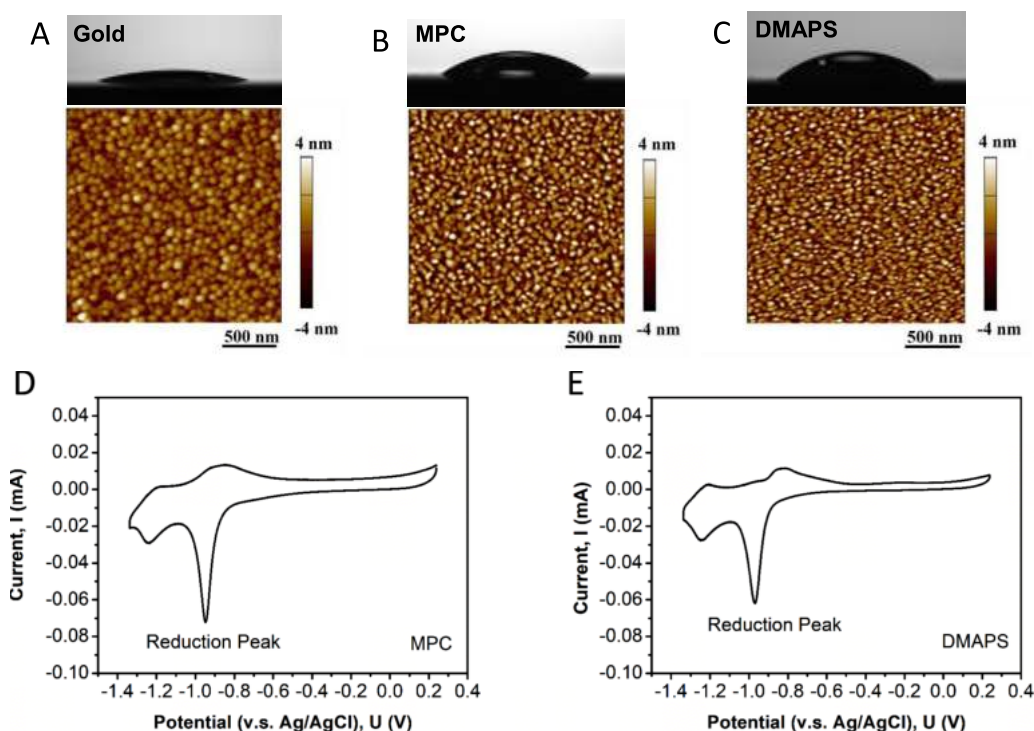 A
Gold
B
MPC
C
DMAPS
4 nm
-4 nm
500 nm
4 nm
-4 nm
500 nm
4 nm
-4 nm
500 nm
D
0.04
0.02
0.00
-0.02
-0.04
-0.06
-0.08
-0.10
Current, I (mA)
Reduction Peak
MPC
-1.4 -1.2 -1.0 -0.8 -0.6 -0.4 -0.2 0.0 0.2 0.4
Potential (v.s. Ag/AgCl), U (V)
E
0.04
0.02
0.00
-0.02
-0.04
-0.06
-0.08
-0.10
Current, I (mA)
Reduction Peak
DMAPS
-1.4 -1.2 -1.0 -0.8 -0.6 -0.4 -0.2 0.0 0.2 0.4
Potential (v.s. Ag/AgCl), U (V)